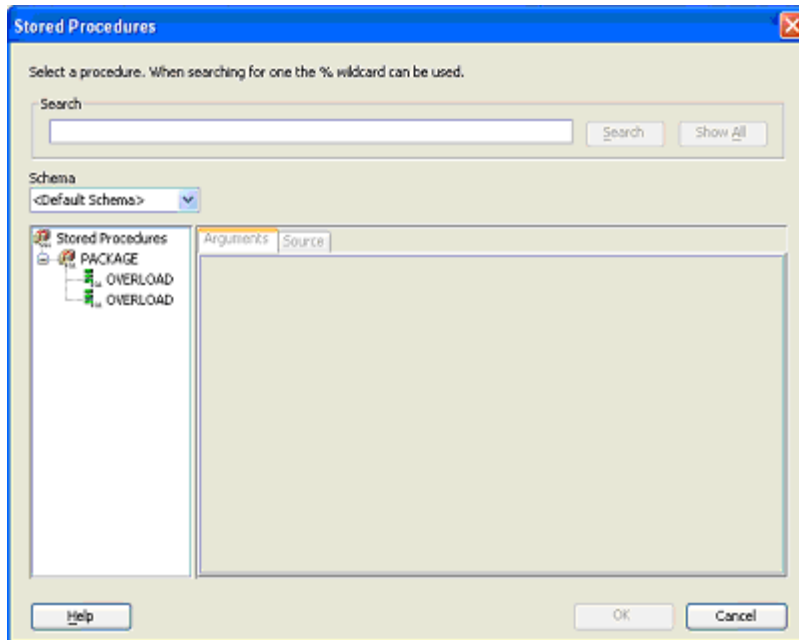 Stored Procedures
Select a procedure. When searching for one the % wildcard can be used.
Search
Search Show All
Schema
<Default Schema>
Stored Procedures
PACKAGE
OVERLOAD
OVERLOAD
Arguments Source
Help OK Cancel